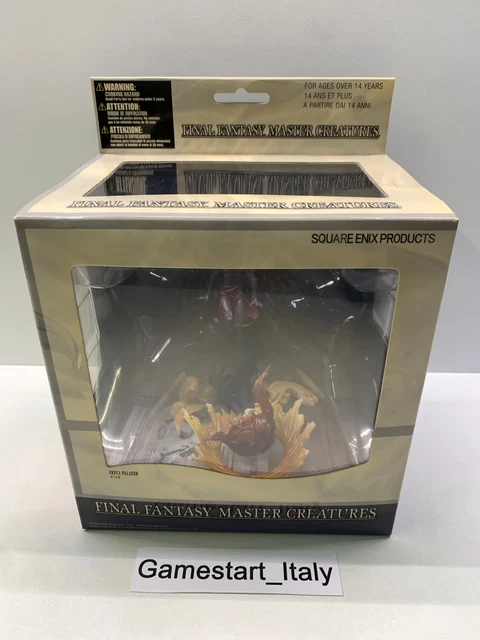 WARNING:
CHOKING HAZARD
ATTENTION:
ATTENZIONE:
FOR AGES OVER 14 YEARS
14 ANS ET PLUS
A PARTIRE DAI 14 ANNI
FINAL FANTASY MASTER CREATURES
FINAL FANTASY MASTER CREATURES
SQUARE ENIX PRODUCTS
FINAL FANTASY MASTER CREATURES
Gamestart_Italy